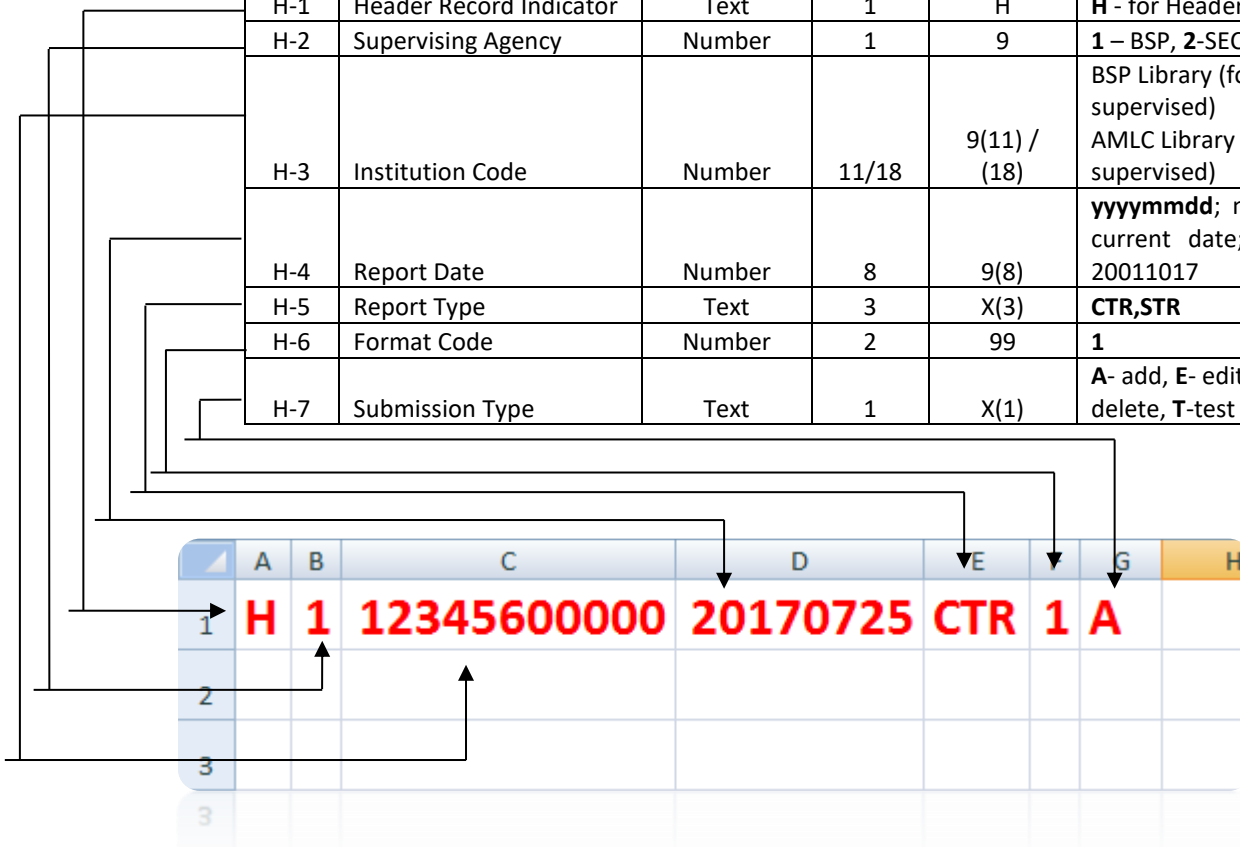 H-1 Header Record Indicator Text 1 H H - for Header
H-2 Supervising Agency Number 1 9 1 – BSP, 2-SEC
BSP Library (fo
supervised)
9(11) / AMLC Library
H-3 Institution Code Number 11/18 (18) supervised)
yyyymmdd;
current date;
H-4 Report Date Number 8 9(8) 20011017
H-5 Report Type Text 3 X(3) CTR,STR
H-6 Format Code Number 2 99 1
A- add, E- edit
H-7 Submission Type Text 1 X(1) delete, T-test
A B C D E F G H
1 H 1 12345600000 20170725 CTR 1 A
2
3
3